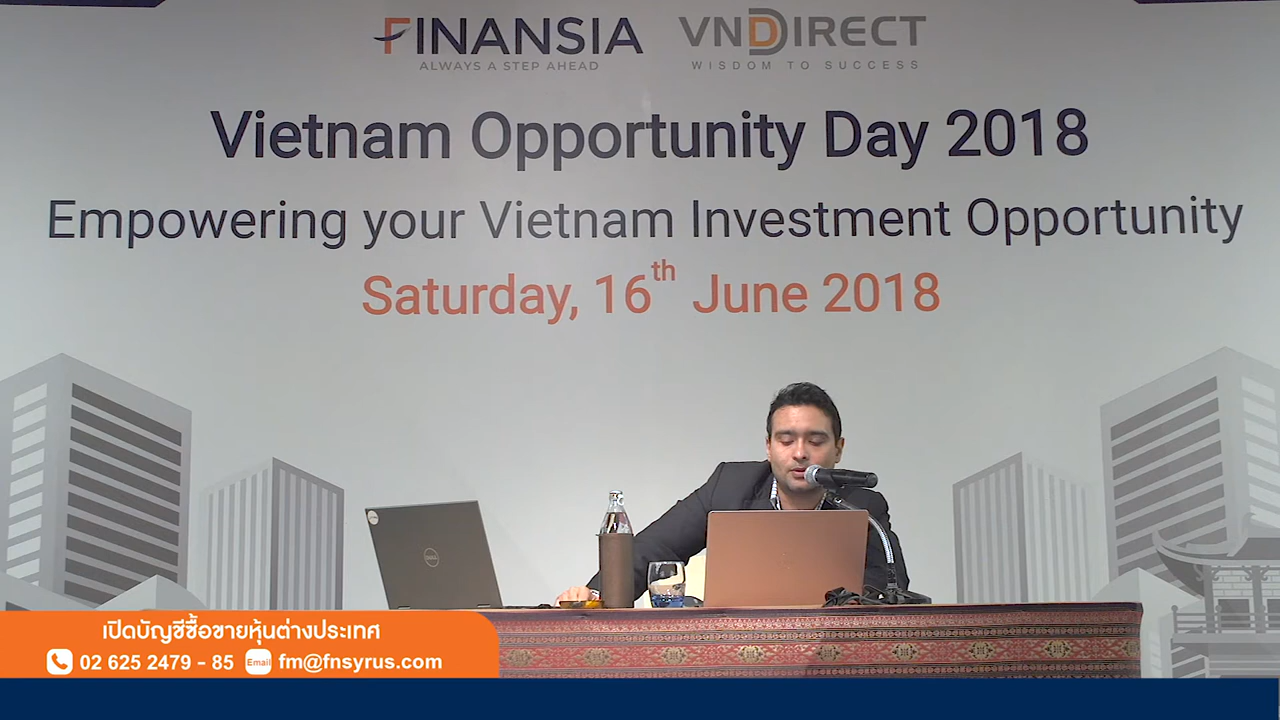 FINANSIA
ALWAYS A STEP AHEAD
VNDIRECT
WISDOM TO SUCCESS
Vietnam Opportunity Day 2018
Empowering your Vietnam Investment Opportunity
Saturday, 16th June 2018
DELL
เปิดบัญชีซื้อขายหุ้นต่างประเทศ
02 625 2479 - 85 Email fm@fnsyrus.com